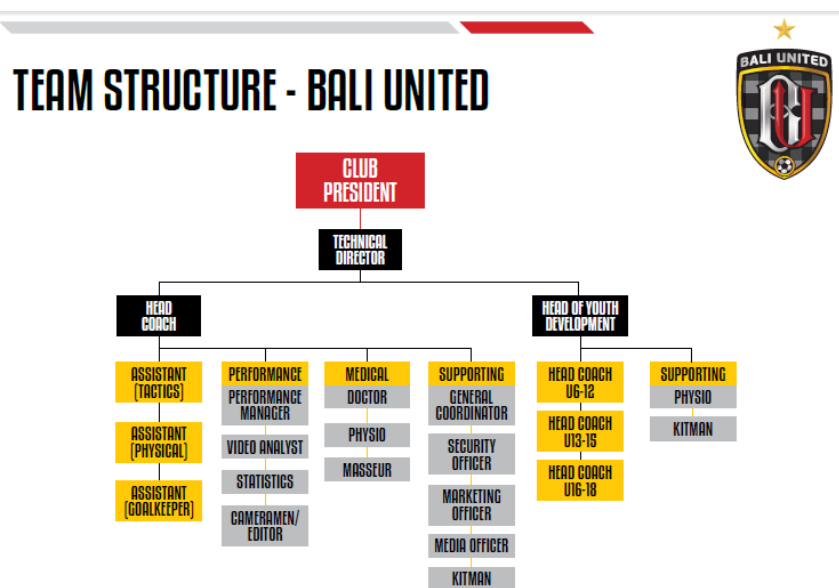 BALI UNITED
TEAM STRUCTURE - BALI UNITED
CLUB
PRESIDENT
TECHNICAL
DIRECTOR
HEAD
COACH
HEAD OF YOUTH
DEVELOPMENT
ASSISTANT
(TACTICS)
ASSISTANT
(PHYSICAL)
ASSISTANT
(GOALKEEPER)
PERFORMANCE
PERFORMANCE
MANAGER
VIDEO ANALYST
STATISTICS
CAMERAMEN/
EDITOR
MEDICAL
DOCTOR
PHYSIO
MASSEUR
SUPPORTING
GENERAL
COORDINATOR
SECURITY
OFFICER
MARKETING
OFFICER
MEDIA OFFICER
KITMAN
HEAD COACH
U6-12
HEAD COACH
U13-15
HEAD COACH
U16-18
SUPPORTING
PHYSIO
KITMAN